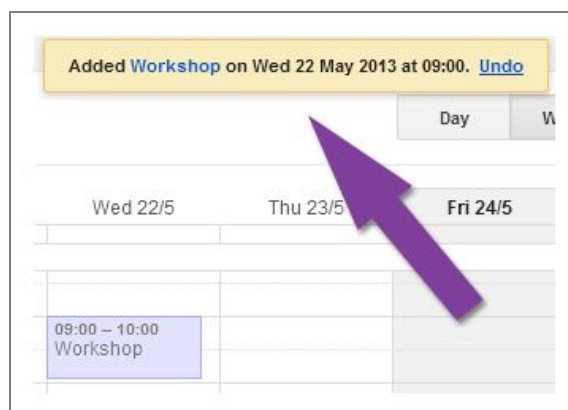 Added Workshop on Wed 22 May 2013 at 09:00. Undo
Day W
Wed 22/5 Thu 23/5 Fri 24/5
09:00 – 10:00
Workshop